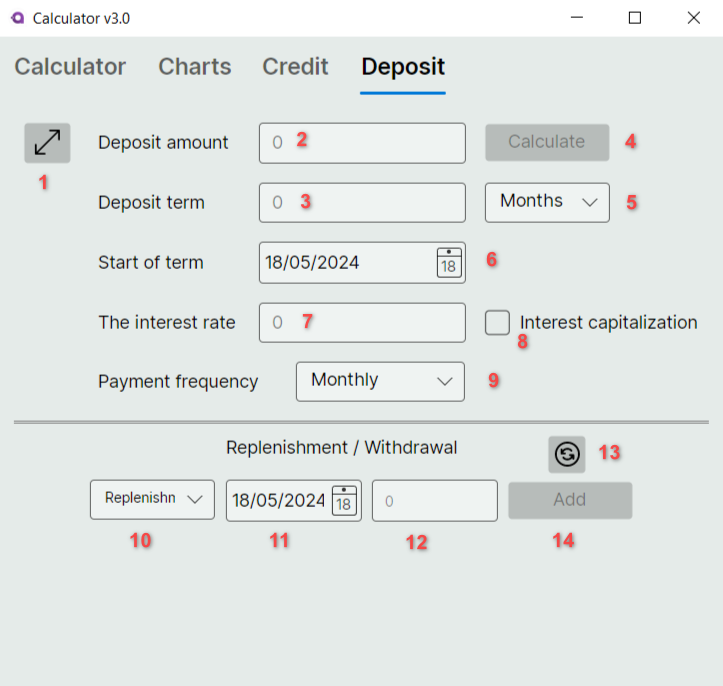 Calculator v3.0
Calculator Charts Credit Deposit
Deposit amount 0 2 Calculate 4
1
Deposit term 0 3 Months 5
Start of term 18/05/2024 18 6
The interest rate 0 7 Interest capitalization
8
Payment frequency Monthly 9
Replenishment / Withdrawal 13
Replenishn 18/05/2024 18 0 Add
10 11 12 14